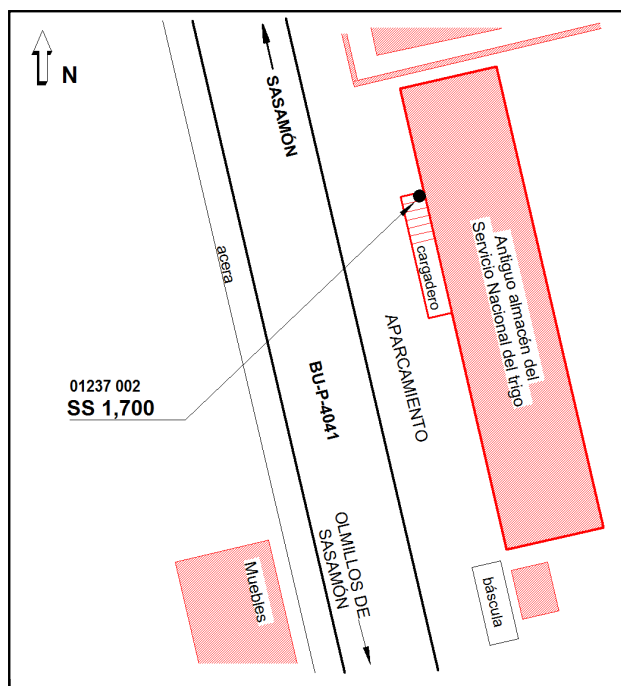 N
SASAMÓN
acera
cargadero
Antiguo almacén del
Servicio Nacional del trigo
APARCAMIENTO
BU-P-4041
01237 002
SS 1,700
OLMILLOS DE
SASAMÓN
Muebles
báscula